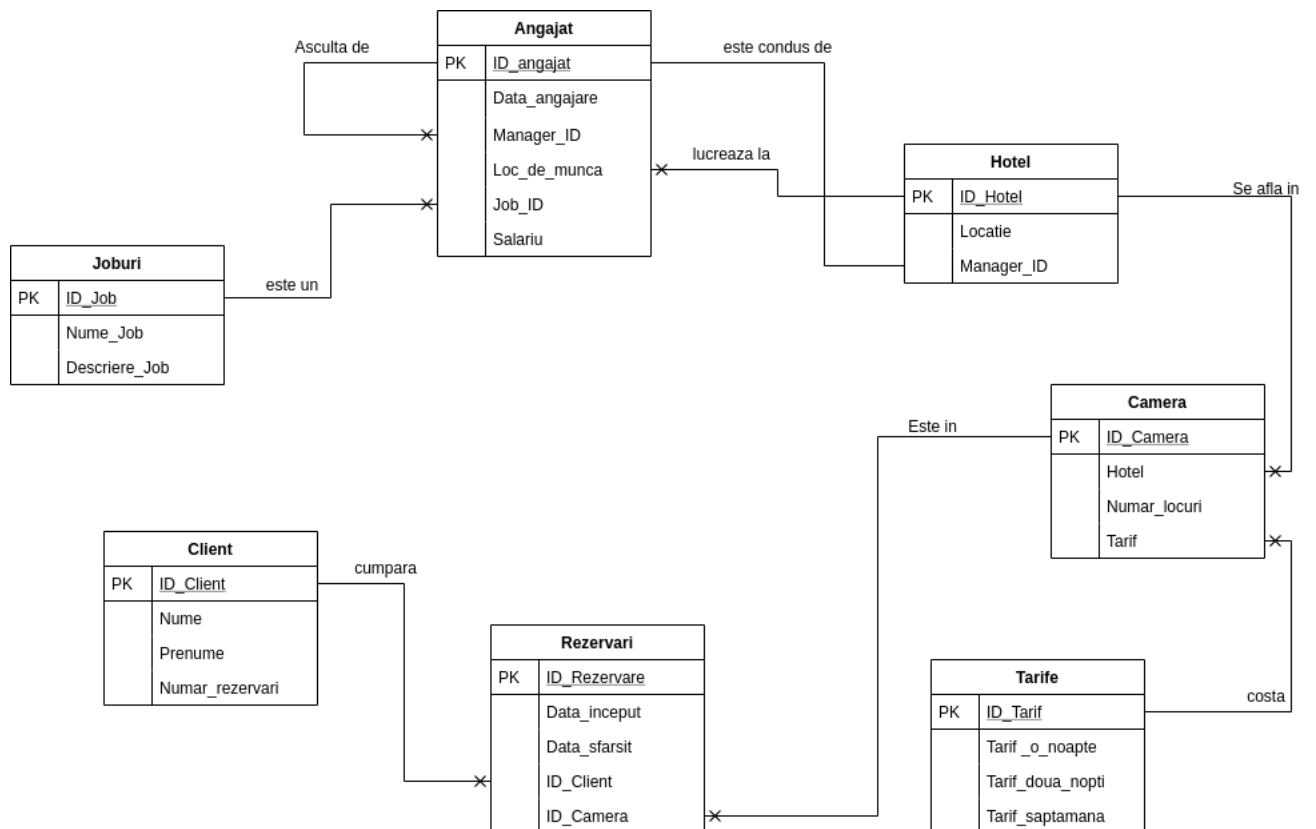 Angajat
PK ID_angajat
Data_angajare
Manager_ID
Loc_de_munca
Job_ID
Salariu
Asculta de
este condus de
lucreaza la
Hotel
PK ID_Hotel
Locatie
Manager_ID
Se afla in
Joburi
PK ID_Job
Nume_Job
Descriere_Job
este un
Camera
PK ID_Camera
Hotel
Numar_locuri
Tarif
Este in
Client
PK ID_Client
Nume
Prenume
Numar_rezervari
cumpara
Rezervari
PK ID_Rezervare
Data_inceput
Data_sfarsit
ID_Client
ID_Camera
Tarife
PK ID_Tarif
Tarif _o_noapte
Tarif_doua_nopti
Tarif_saptamana
costa